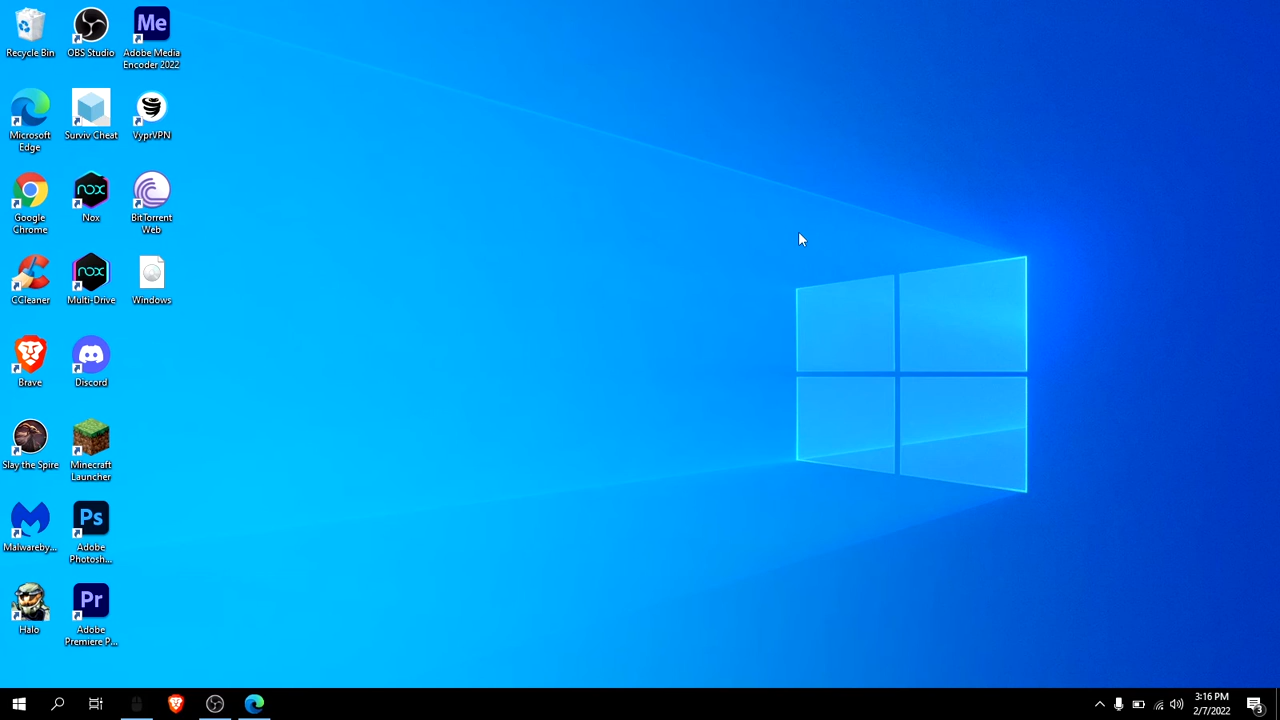 Recycle Bin
OBS Studio
Me
Adobe Media
Encoder 2022
Microsoft
Edge
Surviv Cheat
VyprVPN
Google
Chrome
nox
Nox
BitTorrent
Web
CCleaner
nox
Multi-Drive
Windows
Brave
Discord
Slay the Spire
Minecraft
Launcher
Malwareby...
Ps
Adobe
Photosh...
Halo
Pr
Adobe
Premiere P...
3:16 PM
2/7/2022
3